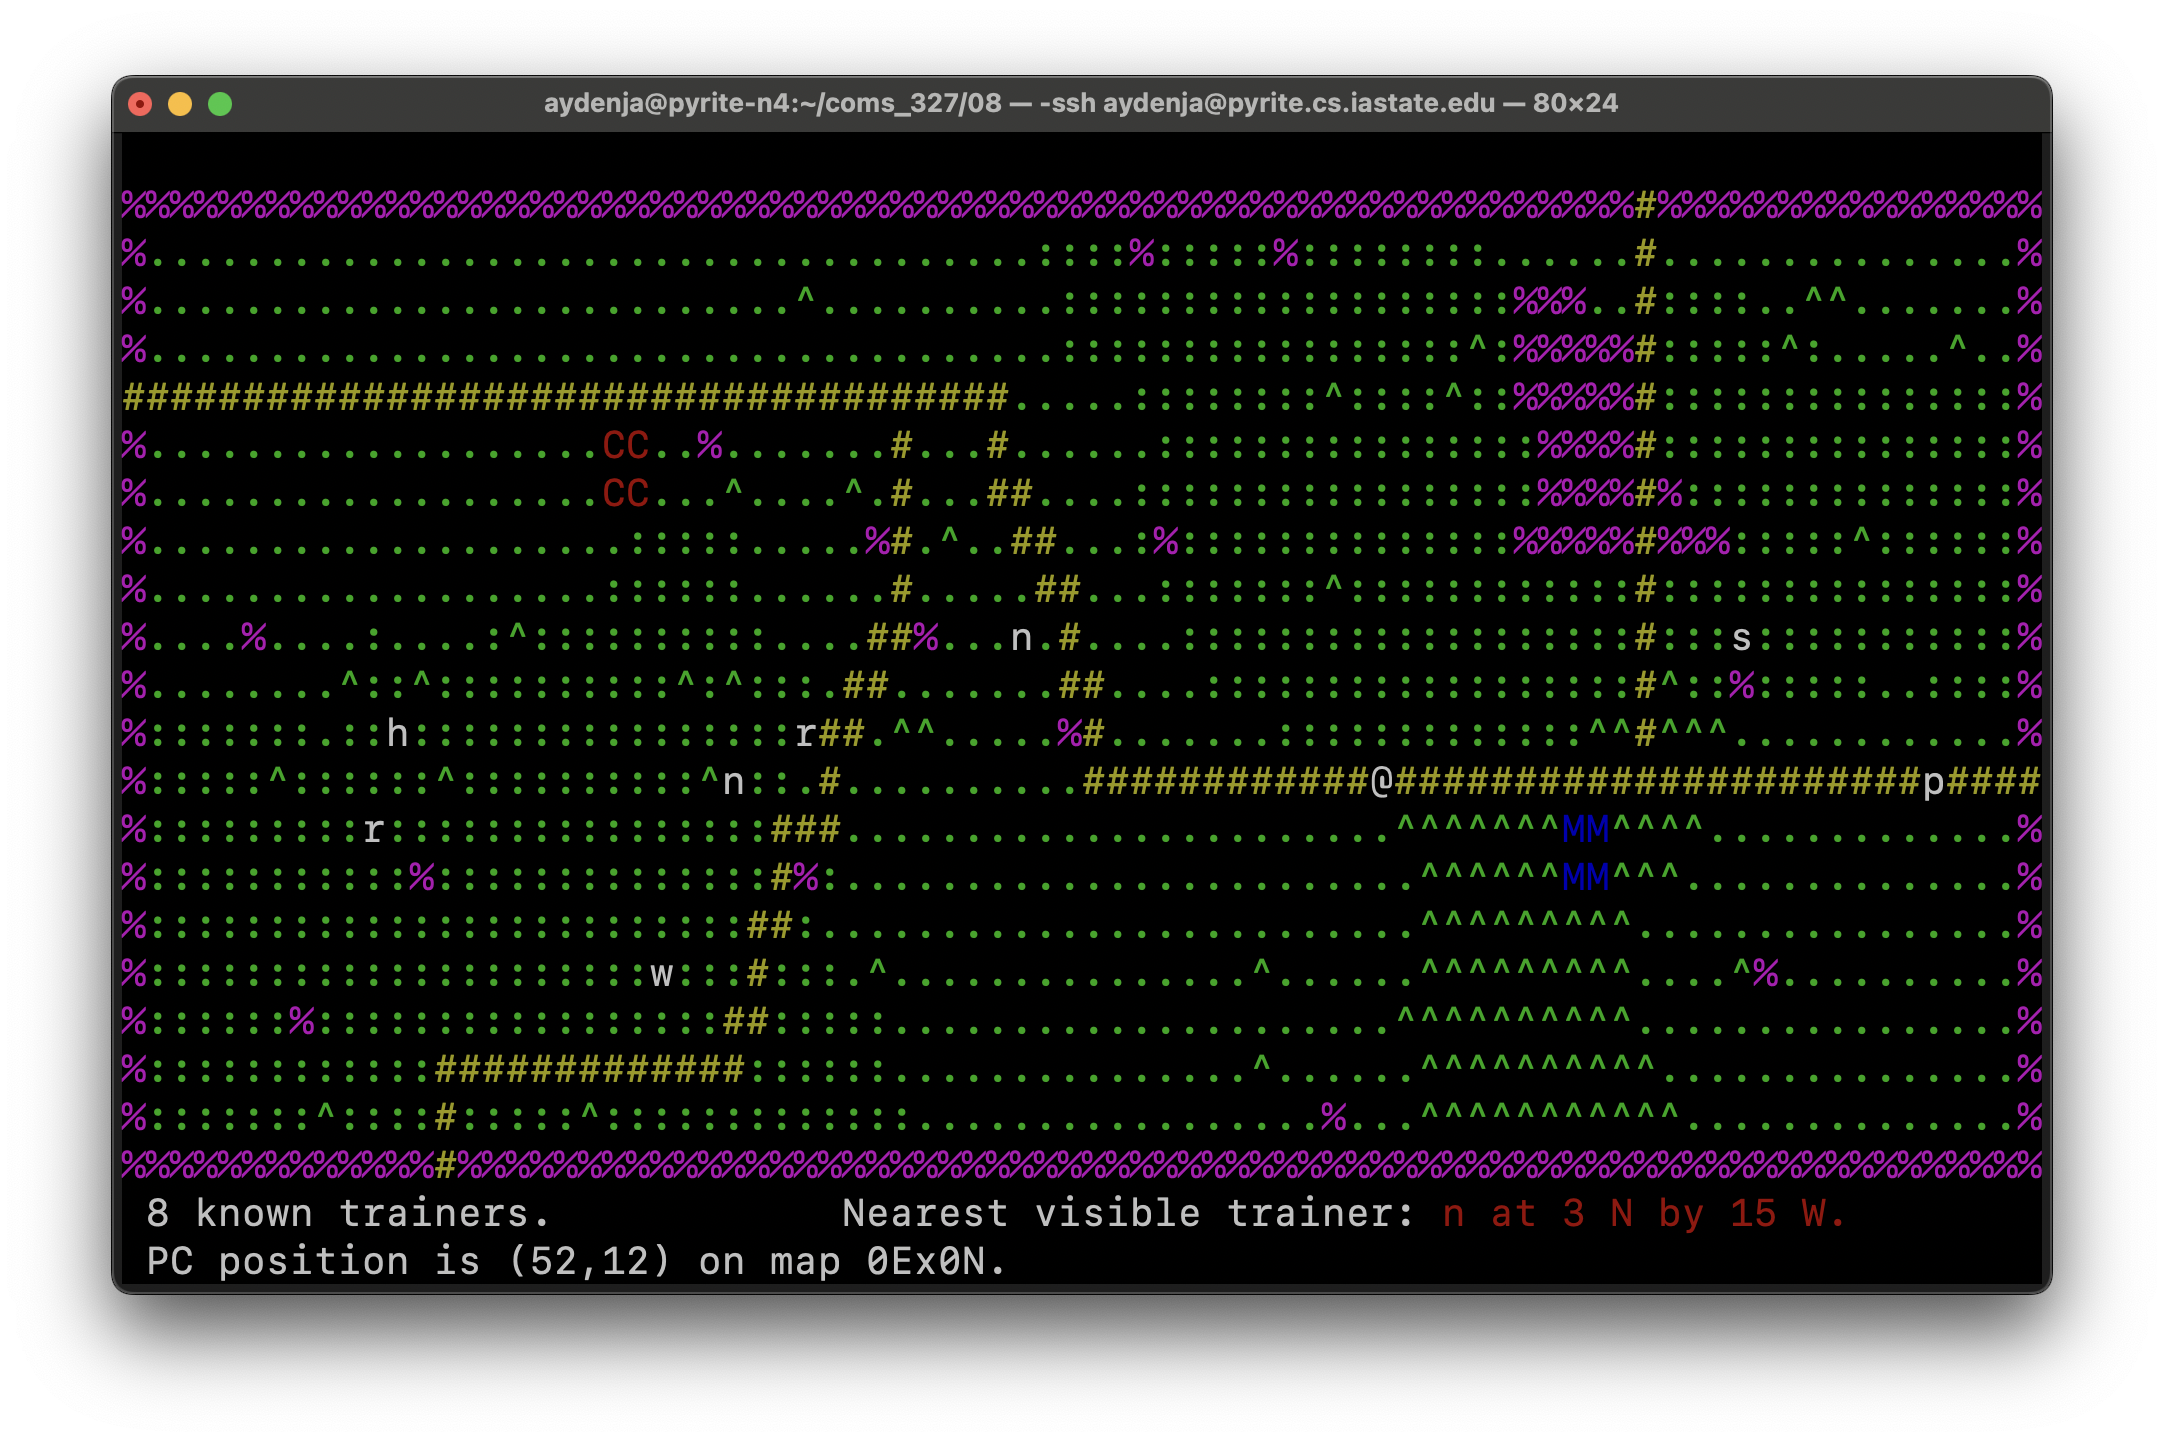 aydenja@pyrite-n4:~/coms_327/08 — -ssh aydenja@pyrite.cs.iastate.edu — 80×24
%%%%%%%%%%%%%%%%%%%%%%%%%%%%%%%%%%%%%%%%%%%%%%%%%%%%%%%%%%%%%%%#%%%%%%%%%%%%%%%%
%.....................................::::%:::::%::::::::......#...............%
%...........................^..........:::::::::::::::::::%%%..#::::..^^.......%
%......................................:::::::::::::::::^:%%%%%#:::::^:.....^..%
#####################################.....::::::::^::::^::%%%%%#:::::::::::::::%
%...................CC..%.......#...#......::::::::::::::::%%%%#:::::::::::::::%
%...................CC...^....^.#...##....:::::::::::::::::%%%%#%::::::::::::::%
%....................:::::.....%#.^..##...:%::::::::::::::%%%%%#%%%:::::^::::::%
%...................::::::......#.....##...:::::::^::::::::::::#:::::::::::::::%
%....%....:....:^::::::::::....##%...n.#....:::::::::::::::::::#:::s:::::::::::%
%........^::^::::::::::^:^:::.##.......##....::::::::::::::::::#^::%:::::..::::%
%:::::::.::h::::::::::::::::r##.^^.....%#.......:::::::::::::^^#^^^............%
%:::::^::::::^::::::::::^n::.#..........############@######################p####
%:::::::::r::::::::::::::::###.......................^^^^^^^MM^^^^.............%
%:::::::::::%::::::::::::::#%:........................^^^^^^MM^^^..............%
%:::::::::::::::::::::::::##:.........................^^^^^^^^^................%
%:::::::::::::::::::::w:::#:::.^...............^......^^^^^^^^^....^%..........%
%::::::%:::::::::::::::::##:::::.....................^^^^^^^^^^................%
%::::::::::::#############::::::...............^......^^^^^^^^^^...............%
%:::::::^::::#:::::^:::::::::::::.................%...^^^^^^^^^^^..............%
%%%%%%%%%%%%%#%%%%%%%%%%%%%%%%%%%%%%%%%%%%%%%%%%%%%%%%%%%%%%%%%%%%%%%%%%%%%%%%%%
8 known trainers. Nearest visible trainer: n at 3 N by 15 W.
PC position is (52,12) on map 0Ex0N.